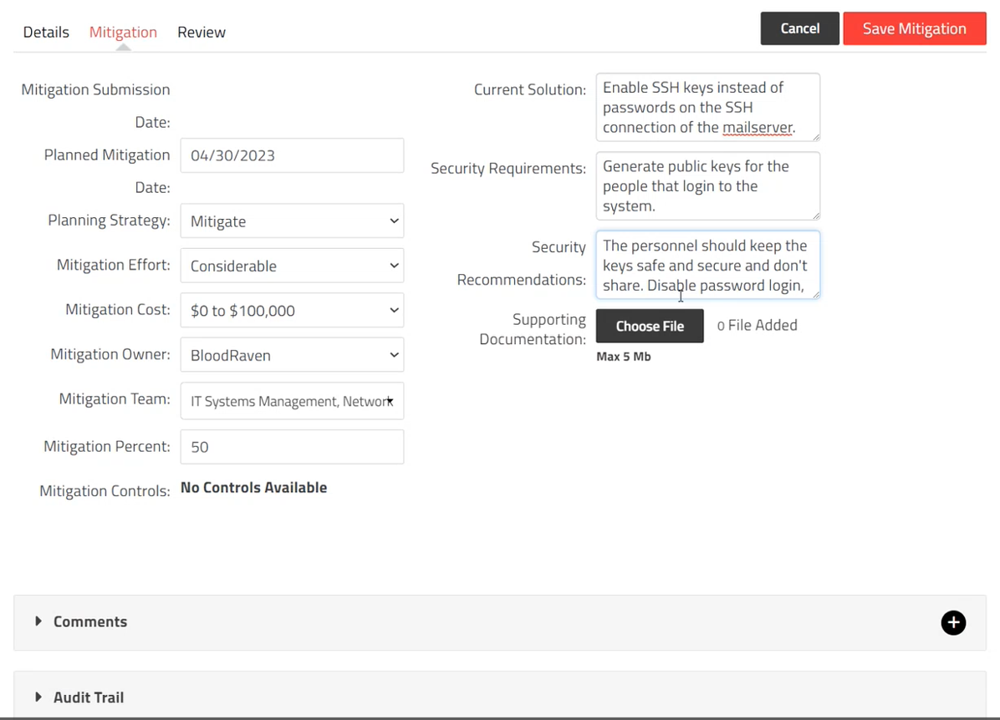 Details Mitigation Review Cancel Save Mitigation
Mitigation Submission
Date:
Planned Mitigation 04/30/2023
Date:
Planning Strategy: Mitigate
Mitigation Effort: Considerable
Mitigation Cost: $0 to $100,000
Mitigation Owner: BloodRaven
Mitigation Team: IT Systems Management, Network
Mitigation Percent: 50
Mitigation Controls: No Controls Available
Current Solution: Enable SSH keys instead of
passwords on the SSH
connection of the mailserver.
Security Requirements: Generate public keys for the
people that login to the
system.
Security The personnel should keep the
keys safe and secure and don't
Recommendations: share. Disable password login,
Supporting
Documentation: Choose File 0 File Added
Max 5 Mb
Comments
Audit Trail